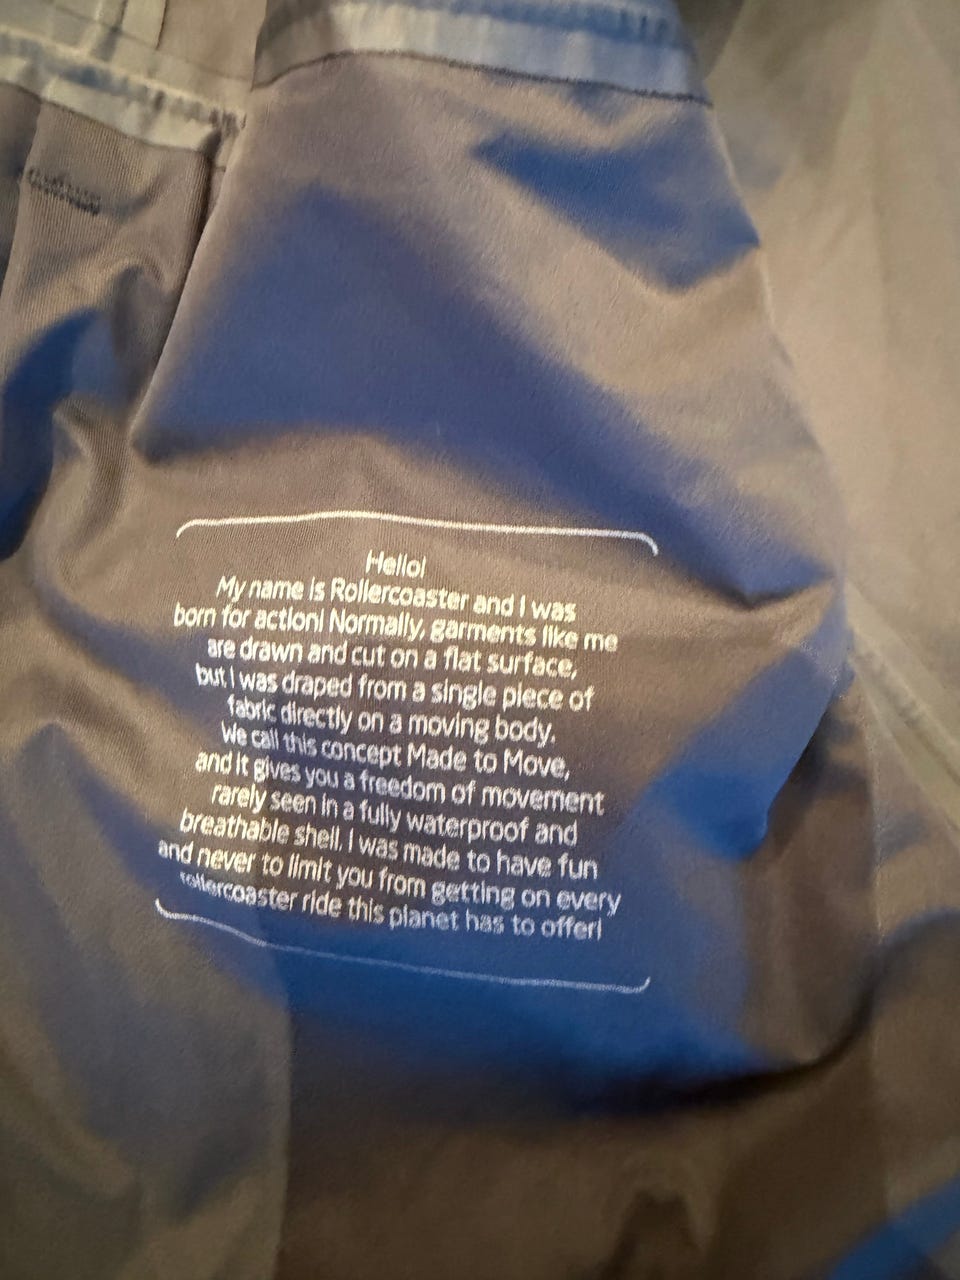 Hello!
My name is Rollercoaster and I was
born for action! Normally, garments like me
are drawn and cut on a flat surface,
but I was draped from a single piece of
fabric directly on a moving body.
We call this concept Made to Move,
and it gives you a freedom of movement
rarely seen in a fully waterproof and
breathable shell. I was made to have fun
and never to limit you from getting on every
rollercoaster ride this planet has to offer!